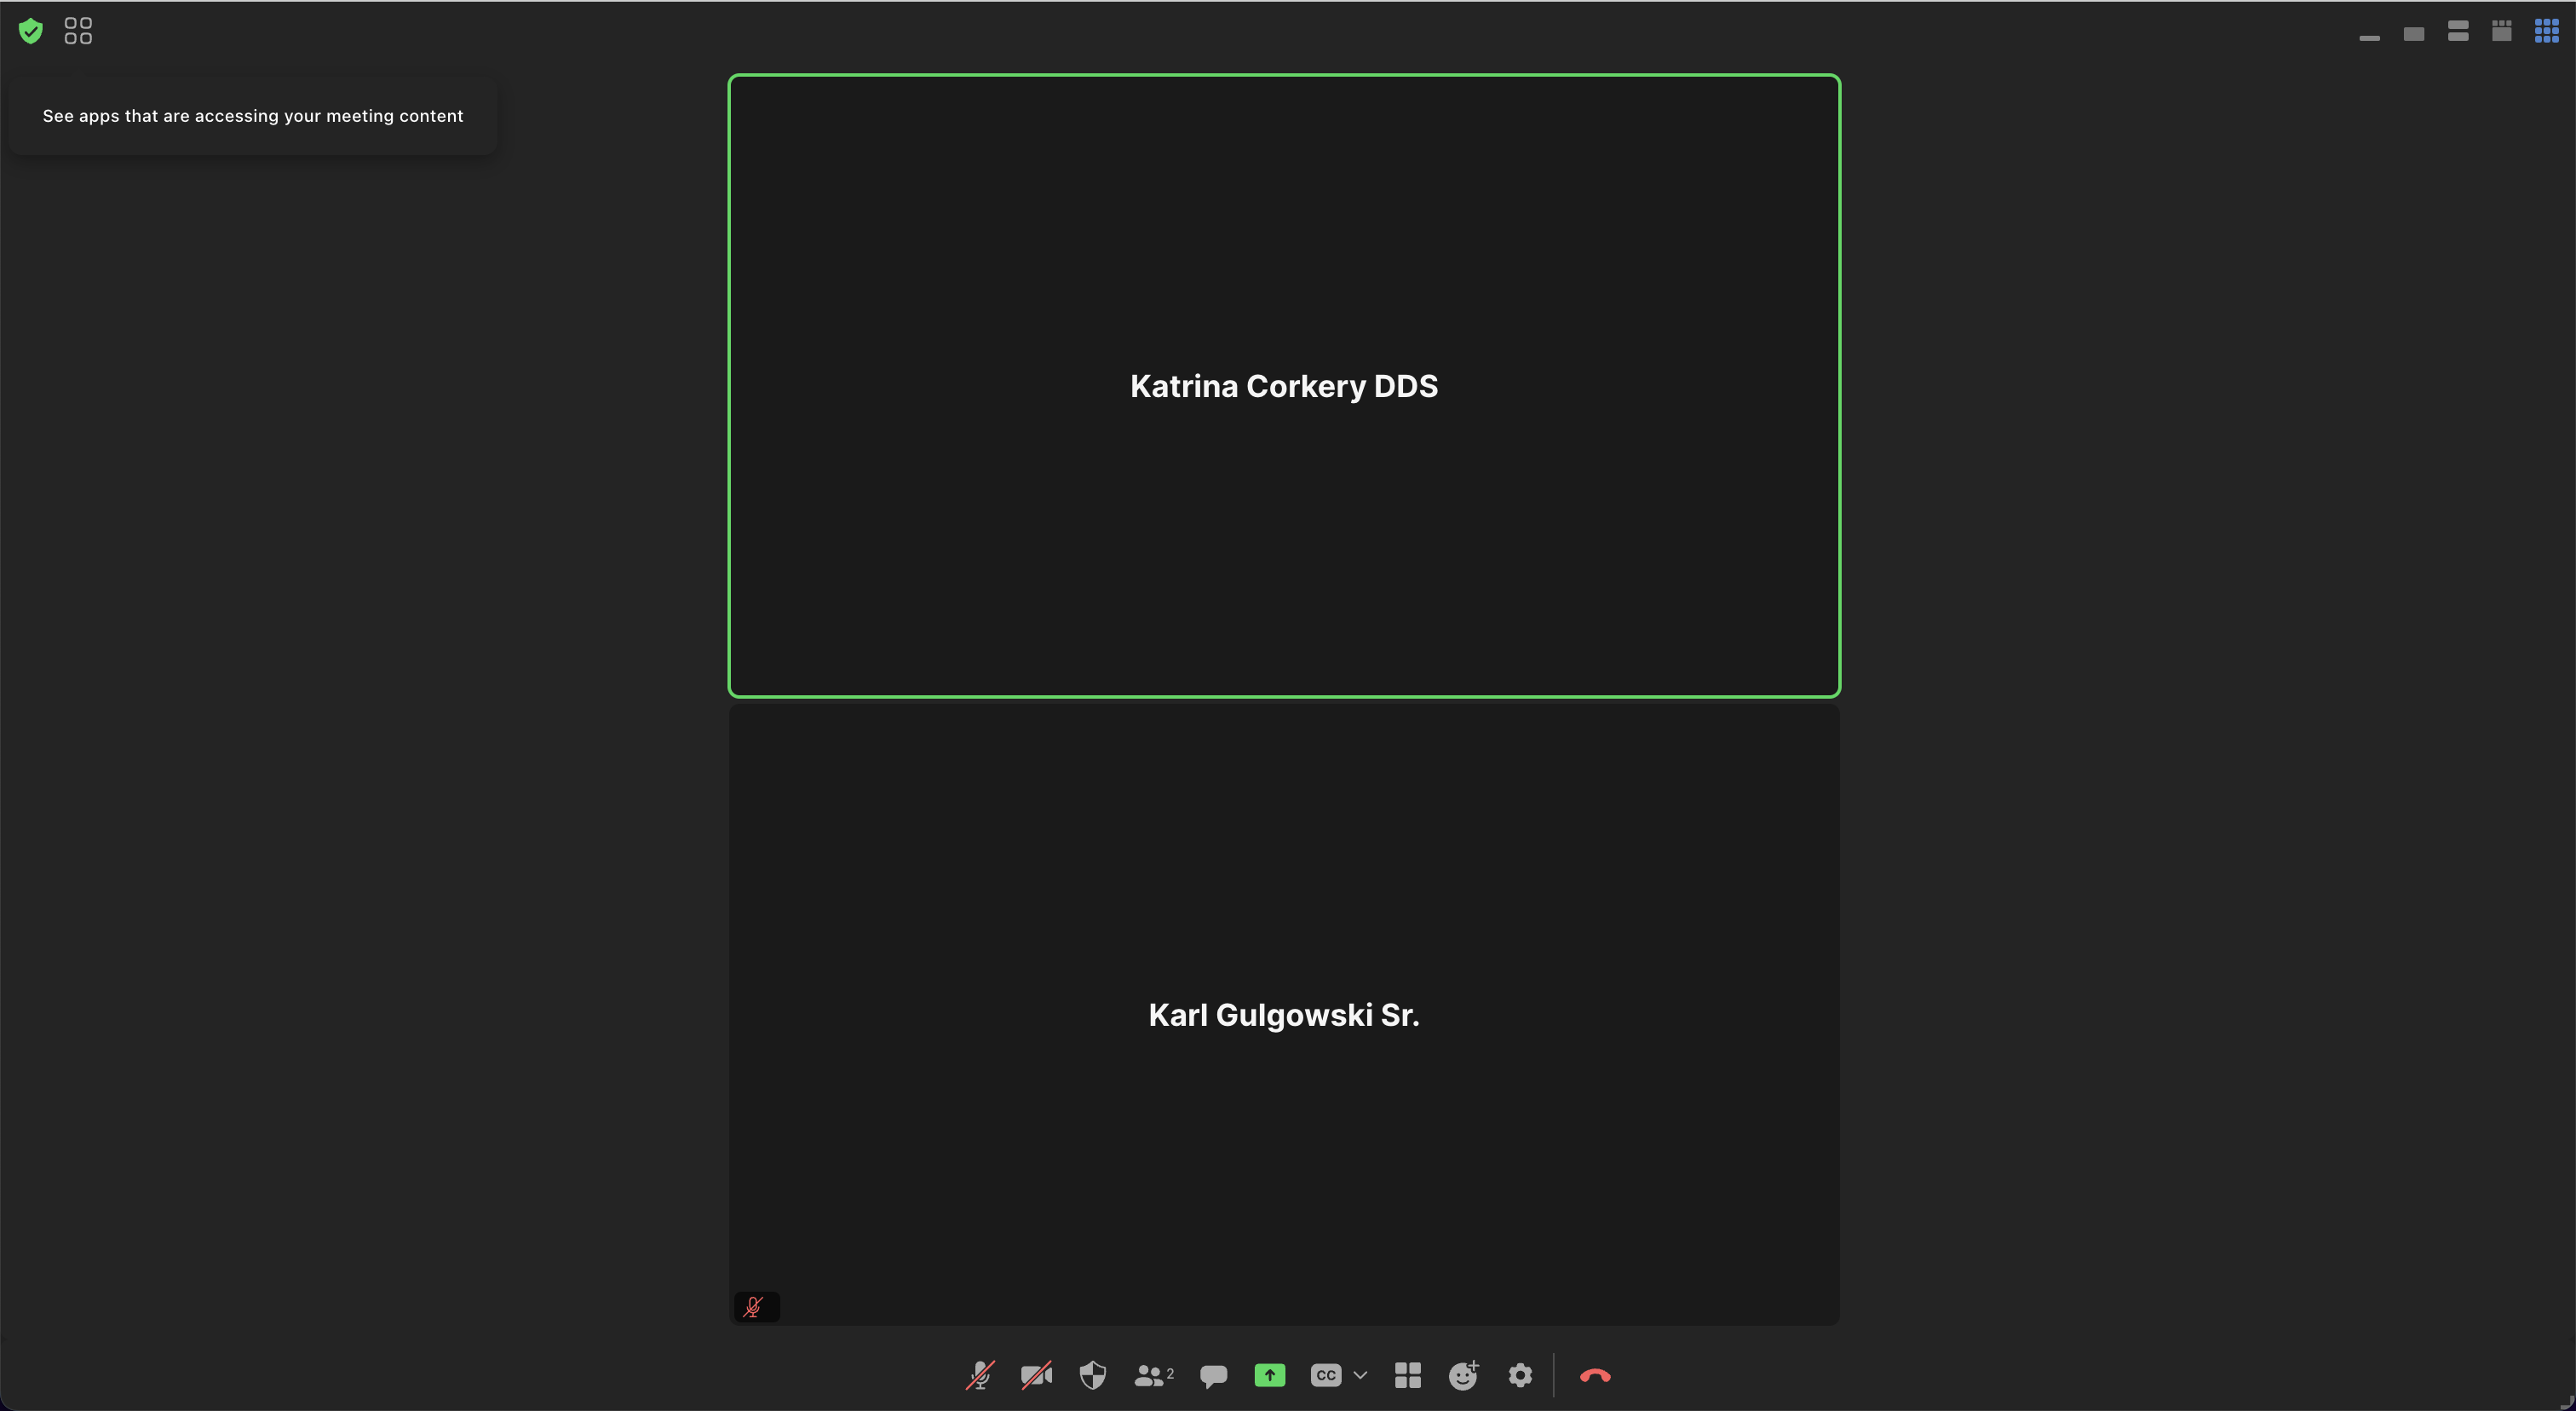 See apps that are accessing your meeting content
Katrina Corkery DDS
Karl Gulgowski Sr.
2
CC